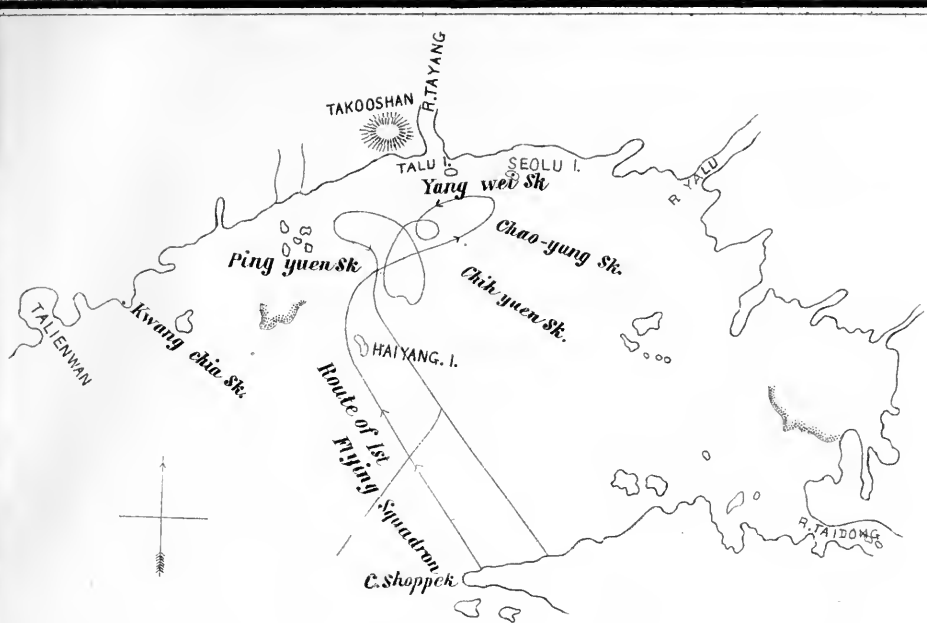 R. TAYANG
TAKOOSHAN
TALU I.
SEOLU I.
Yang wei Sk
R YALU
Chao-yung Sk.
Ping yuen Sk
Chih yuen Sk.
TALIENWAN
Kwang chia Sk.
HAIYANG. I.
Route of 1st
Flying Squadron
R. TAIDONG
C. Shoppek